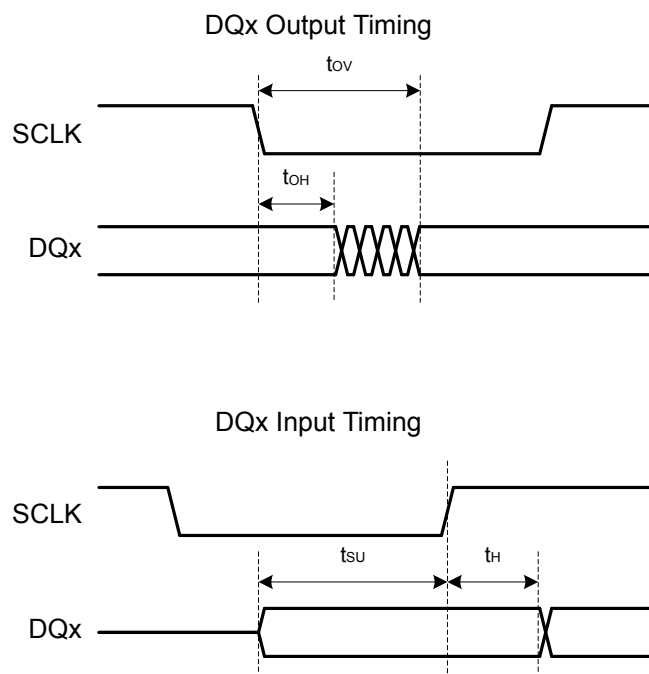 DQx Output Timing
tOV
SCLK
tOH
DQx
DQx Input Timing
SCLK
tSU
tH
DQx